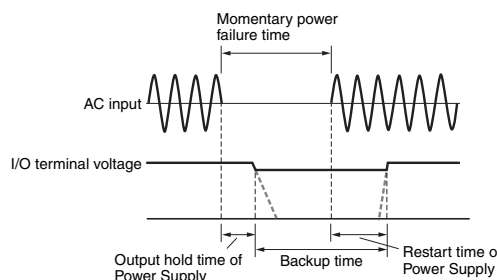 Momentary power
failure time
AC input
I/O terminal voltage
Output hold time of
Power Supply
Backup time
Restart time o
Power Supply